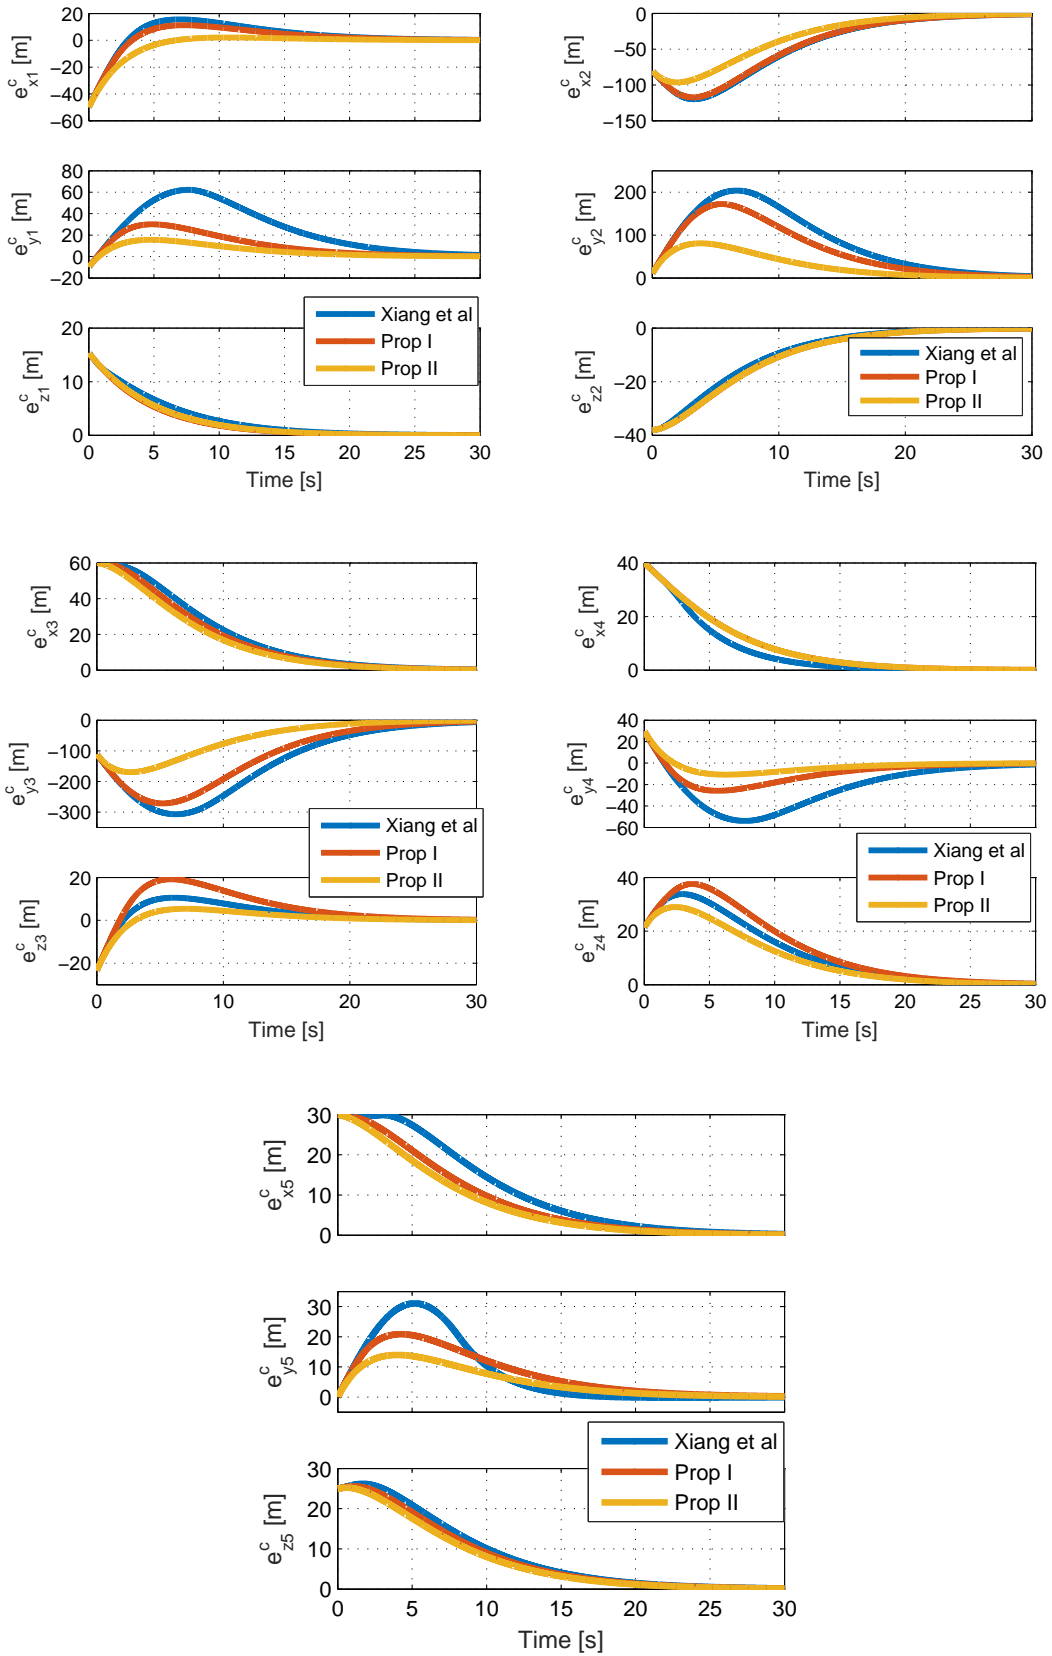 20
0
−20
−40
−60
e^c_x1 [m]
80
60
40
20
0
−20
e^c_y1 [m]
20
10
0
e^c_z1 [m]
0 5 10 15 20 25 30
Time [s]
Xiang et al
Prop I
Prop II
0
−50
−100
−150
e^c_x2 [m]
200
100
0
e^c_y2 [m]
0
−20
−40
e^c_z2 [m]
0 10 20 30
Time [s]
Xiang et al
Prop I
Prop II
60
40
20
0
e^c_x3 [m]
0
−100
−200
−300
e^c_y3 [m]
20
0
−20
e^c_z3 [m]
0 10 20 30
Time [s]
Xiang et al
Prop I
Prop II
40
20
0
e^c_x4 [m]
40
20
0
−20
−40
−60
e^c_y4 [m]
40
20
0
e^c_z4 [m]
0 5 10 15 20 25 30
Time [s]
Xiang et al
Prop I
Prop II
30
20
10
0
e^c_x5 [m]
30
20
10
0
e^c_y5 [m]
30
20
10
0
e^c_z5 [m]
0 5 10 15 20 25 30
Time [s]
Xiang et al
Prop I
Prop II